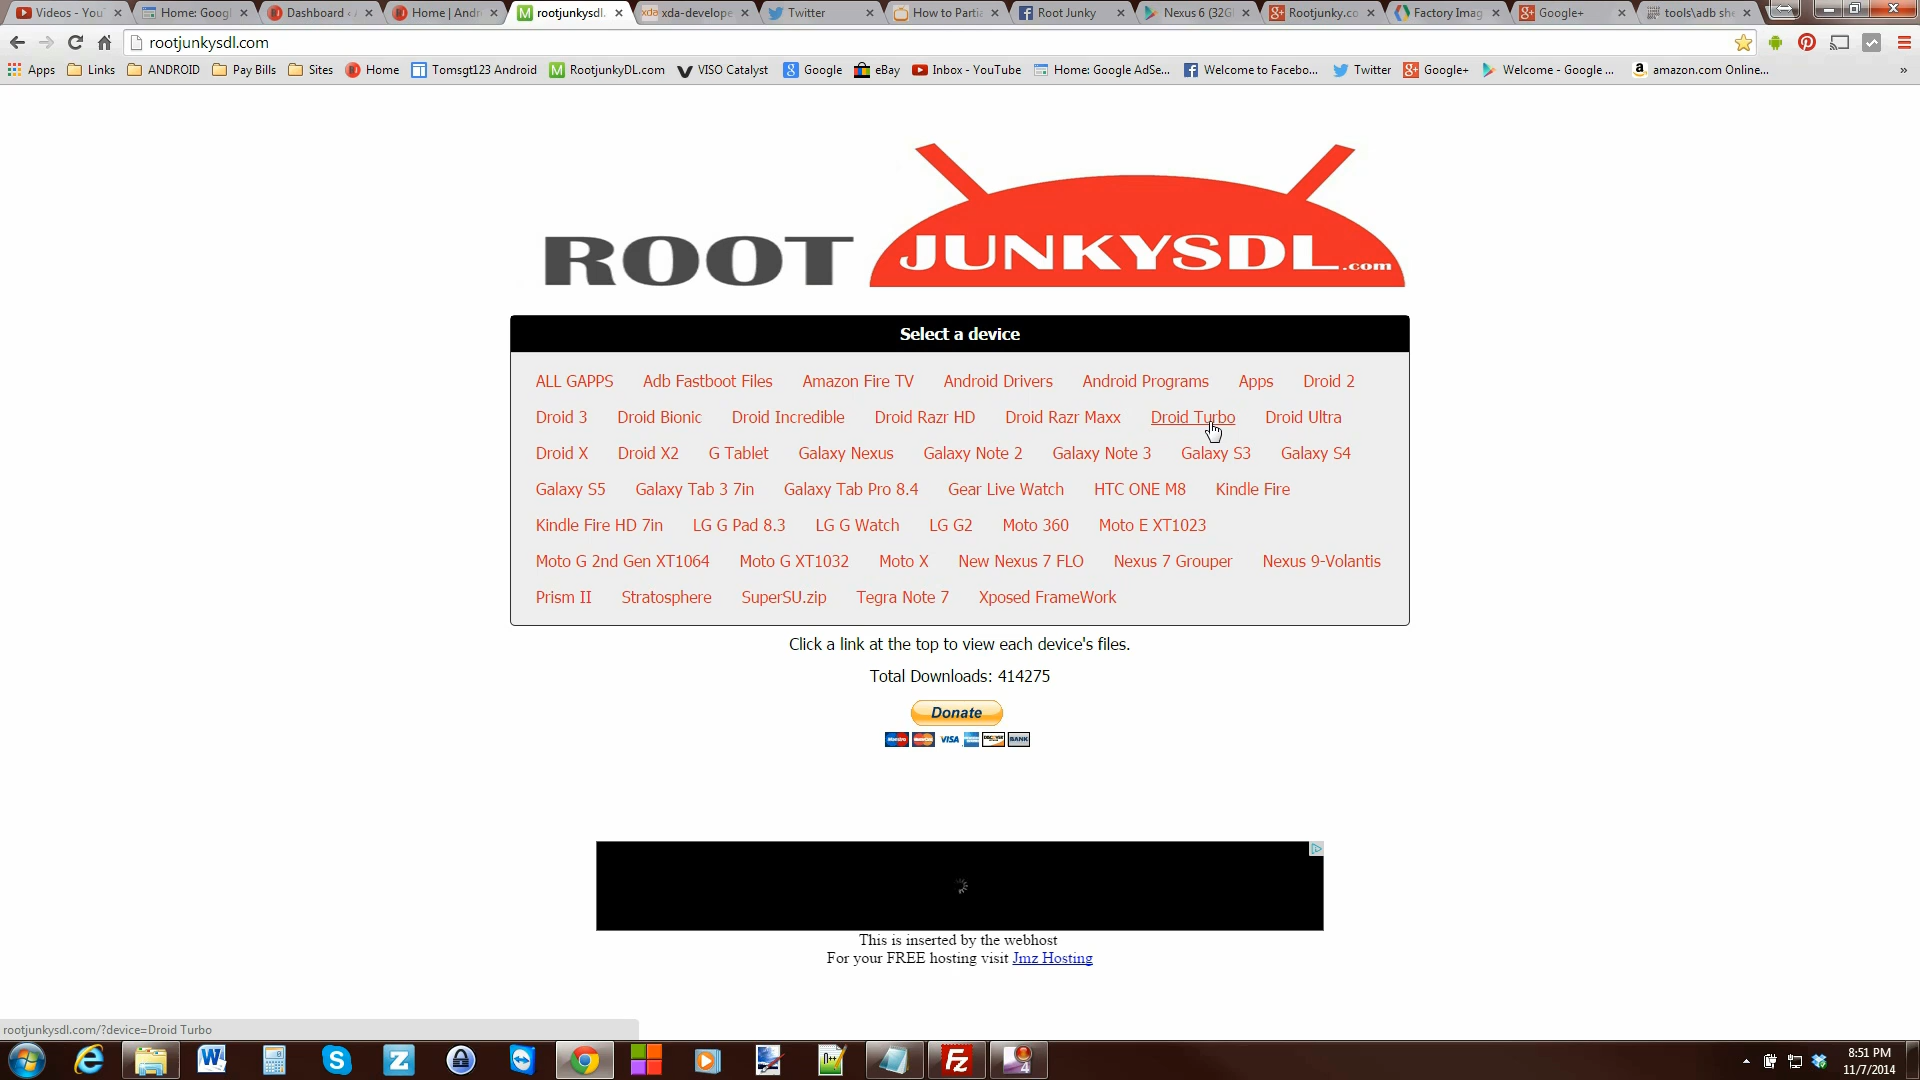 Videos - YouT
Home: Googl
Dashboard ‹
Home | Andr
rootjunkysdl.
xda-develope
Twitter
How to Partia
Root Junky
Nexus 6 (32G
Rootjunky.co
Factory Imag
Google+
tools\adb she
rootjunkysdl.com
Apps Links ANDROID Pay Bills Sites Home Tomsgt123 Android RootjunkyDL.com VISO Catalyst Google eBay Inbox - YouTube Home: Google AdSe... Welcome to Facebo... Twitter Google+ Welcome - Google ... amazon.com Online... »
ROOT JUNKYSDL.com
Select a device
ALL GAPPS Adb Fastboot Files Amazon Fire TV Android Drivers Android Programs Apps Droid 2
Droid 3 Droid Bionic Droid Incredible Droid Razr HD Droid Razr Maxx Droid Turbo Droid Ultra
Droid X Droid X2 G Tablet Galaxy Nexus Galaxy Note 2 Galaxy Note 3 Galaxy S3 Galaxy S4
Galaxy S5 Galaxy Tab 3 7in Galaxy Tab Pro 8.4 Gear Live Watch HTC ONE M8 Kindle Fire
Kindle Fire HD 7in LG G Pad 8.3 LG G Watch LG G2 Moto 360 Moto E XT1023
Moto G 2nd Gen XT1064 Moto G XT1032 Moto X New Nexus 7 FLO Nexus 7 Grouper Nexus 9-Volantis
Prism II Stratosphere SuperSU.zip Tegra Note 7 Xposed FrameWork
Click a link at the top to view each device's files.
Total Downloads: 414275
Donate
VISA BANK
This is inserted by the webhost
For your FREE hosting visit Jmz Hosting
rootjunkysdl.com/?device=Droid Turbo
8:51 PM
11/7/2014